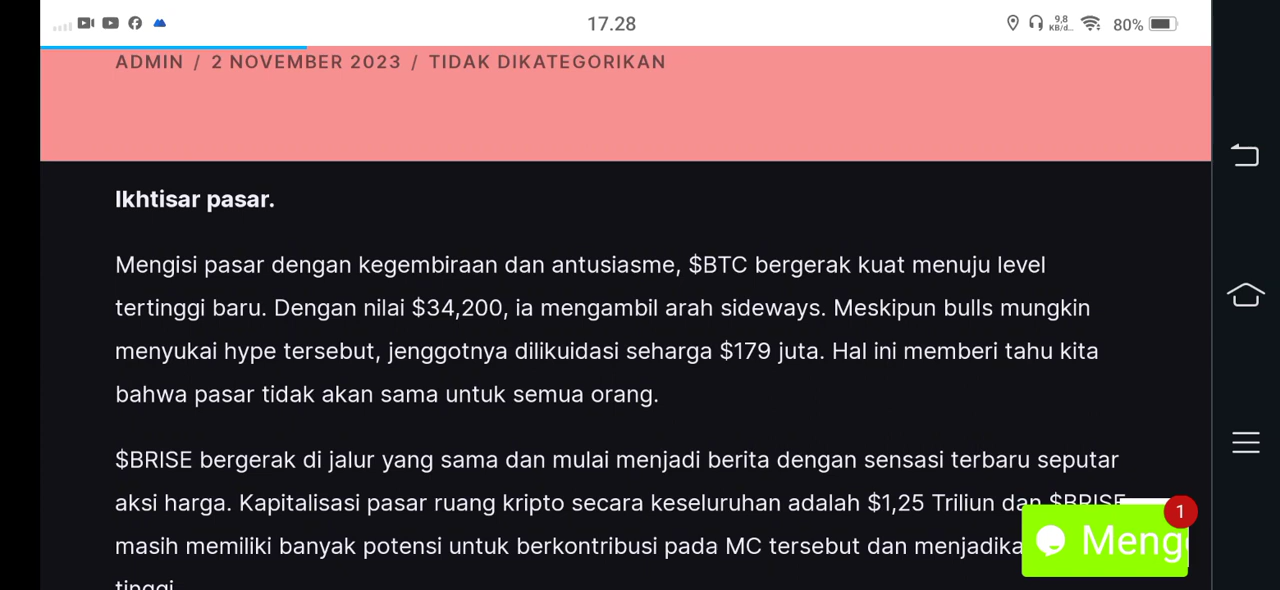 17.28
9,8
KB/d...
80%
ADMIN / 2 NOVEMBER 2023 / TIDAK DIKATEGORIKAN
Ikhtisar pasar.
Mengisi pasar dengan kegembiraan dan antusiasme, $BTC bergerak kuat menuju level
tertinggi baru. Dengan nilai $34,200, ia mengambil arah sideways. Meskipun bulls mungkin
menyukai hype tersebut, jenggotnya dilikuidasi seharga $179 juta. Hal ini memberi tahu kita
bahwa pasar tidak akan sama untuk semua orang.
$BRISE bergerak di jalur yang sama dan mulai menjadi berita dengan sensasi terbaru seputar
aksi harga. Kapitalisasi pasar ruang kripto secara keseluruhan adalah $1,25 Triliun dan $BRISE
masih memiliki banyak potensi untuk berkontribusi pada MC tersebut dan menjadika
tinggi.
1
Meng